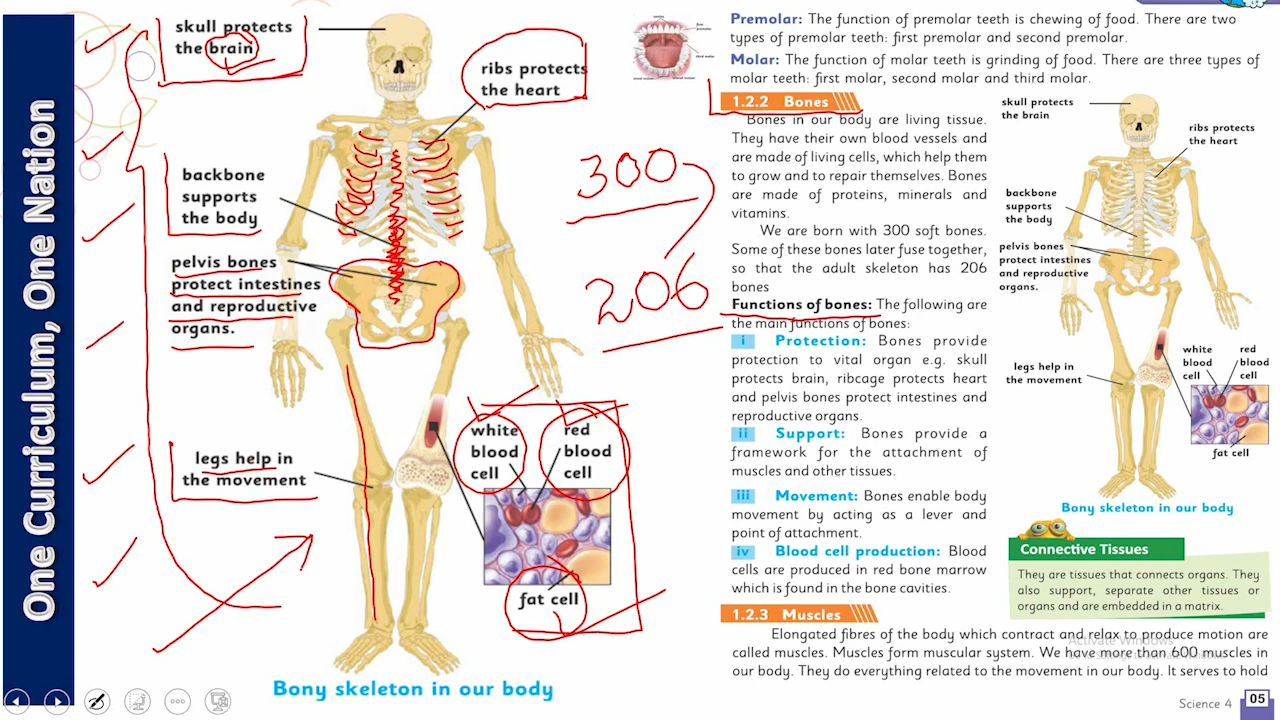 One Curriculum, One Nation
skull protects
the brain
ribs protects
the heart
backbone
supports
the body
pelvis bones
protect intestines
and reproductive
organs.
legs help in
the movement
white
blood
cell
red
blood
cell
fat cell
Bony skeleton in our body
300
206
Premolar: The function of premolar teeth is chewing of food. There are two
types of premolar teeth: first premolar and second premolar.
Molar: The function of molar teeth is grinding of food. There are three types of
molar teeth: first molar, second molar and third molar.
1.2.2 Bones
Bones in our body are living tissue.
They have their own blood vessels and
are made of living cells, which help them
to grow and to repair themselves. Bones
are made of proteins, minerals and
vitamins.
We are born with 300 soft bones.
Some of these bones later fuse together,
so that the adult skeleton has 206
bones
Functions of bones: The following are
the main functions of bones:
i Protection: Bones provide
protection to vital organ e.g. skull
protects brain, ribcage protects heart
and pelvis bones protect intestines and
reproductive organs.
ii Support: Bones provide a
framework for the attachment of
muscles and other tissues.
iii Movement: Bones enable body
movement by acting as a lever and
point of attachment.
iv Blood cell production: Blood
cells are produced in red bone marrow
which is found in the bone cavities.
skull protects
the brain
ribs protects
the heart
backbone
supports
the body
pelvis bones
protect intestines
and reproductive
organs.
legs help in
the movement
white
blood
cell
red
blood
cell
fat cell
Bony skeleton in our body
Connective Tissues
They are tissues that connects organs. They
also support, separate other tissues or
organs and are embedded in a matrix.
1.2.3 Muscles
Elongated fibres of the body which contract and relax to produce motion are
called muscles. Muscles form muscular system. We have more than 600 muscles in
our body. They do everything related to the movement in our body. It serves to hold
Activate Windows
Science 4 05